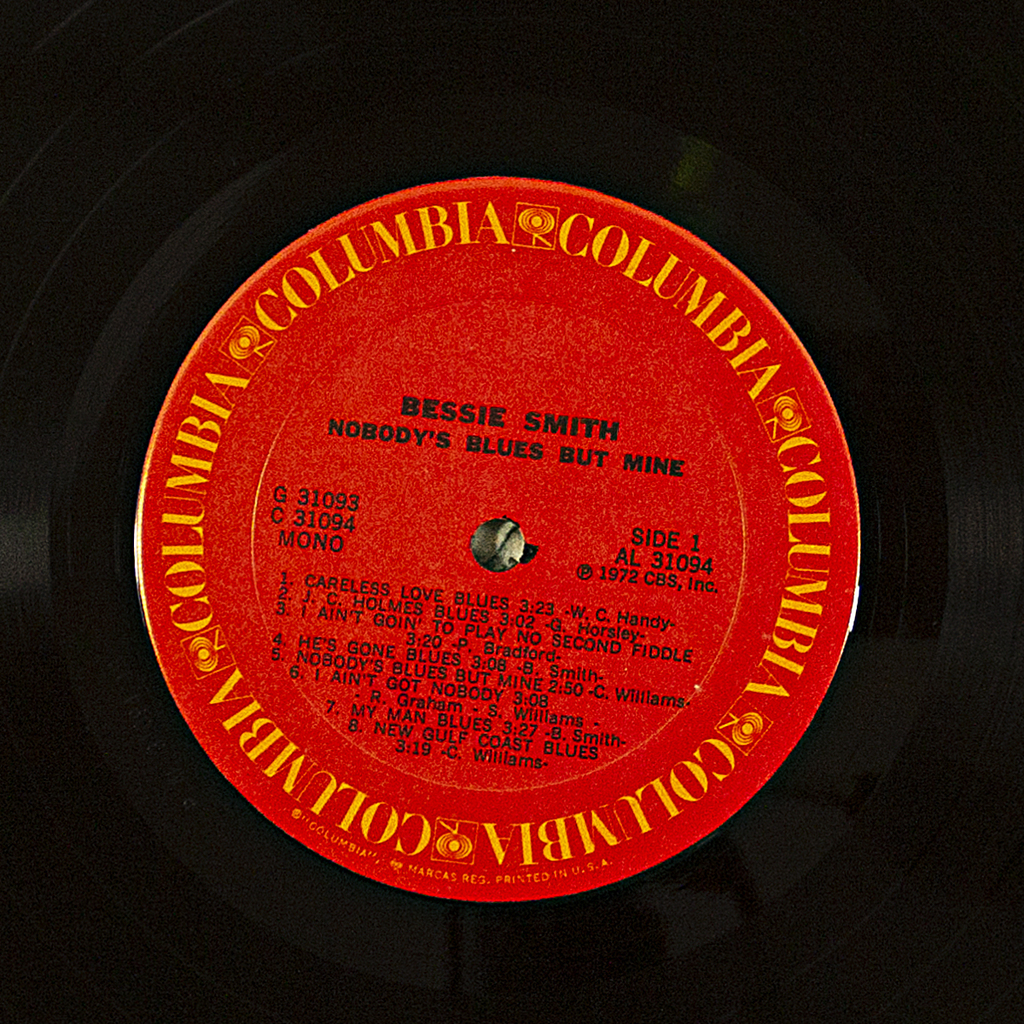 COLUMBIA COLUMBIA COLUMBIA COLUMBIA COLUMBIA COLUMBIA
BESSIE SMITH
NOBODY'S BLUES BUT MINE
G 31093
C 31094
MONO
SIDE 1
AL 31094
℗ 1972 CBS, Inc.
1. CARELESS LOVE BLUES 3:23 -W. C. Handy-
2. J. C. HOLMES BLUES 3:02 -G. Horsley-
3. I AIN'T GOIN' TO PLAY NO SECOND FIDDLE
3:20 -P. Bradford-
4. HE'S GONE BLUES 3:08 -B. Smith-
5. NOBODY'S BLUES BUT MINE 2:50 -C. Williams-
6. I AIN'T GOT NOBODY 3:08
- R. Graham - S. Williams -
7. MY MAN BLUES 3:27 -B. Smith-
8. NEW GULF COAST BLUES
3:19 -C. Williams-
"COLUMBIA", MARCAS REG. PRINTED IN U.S.A.